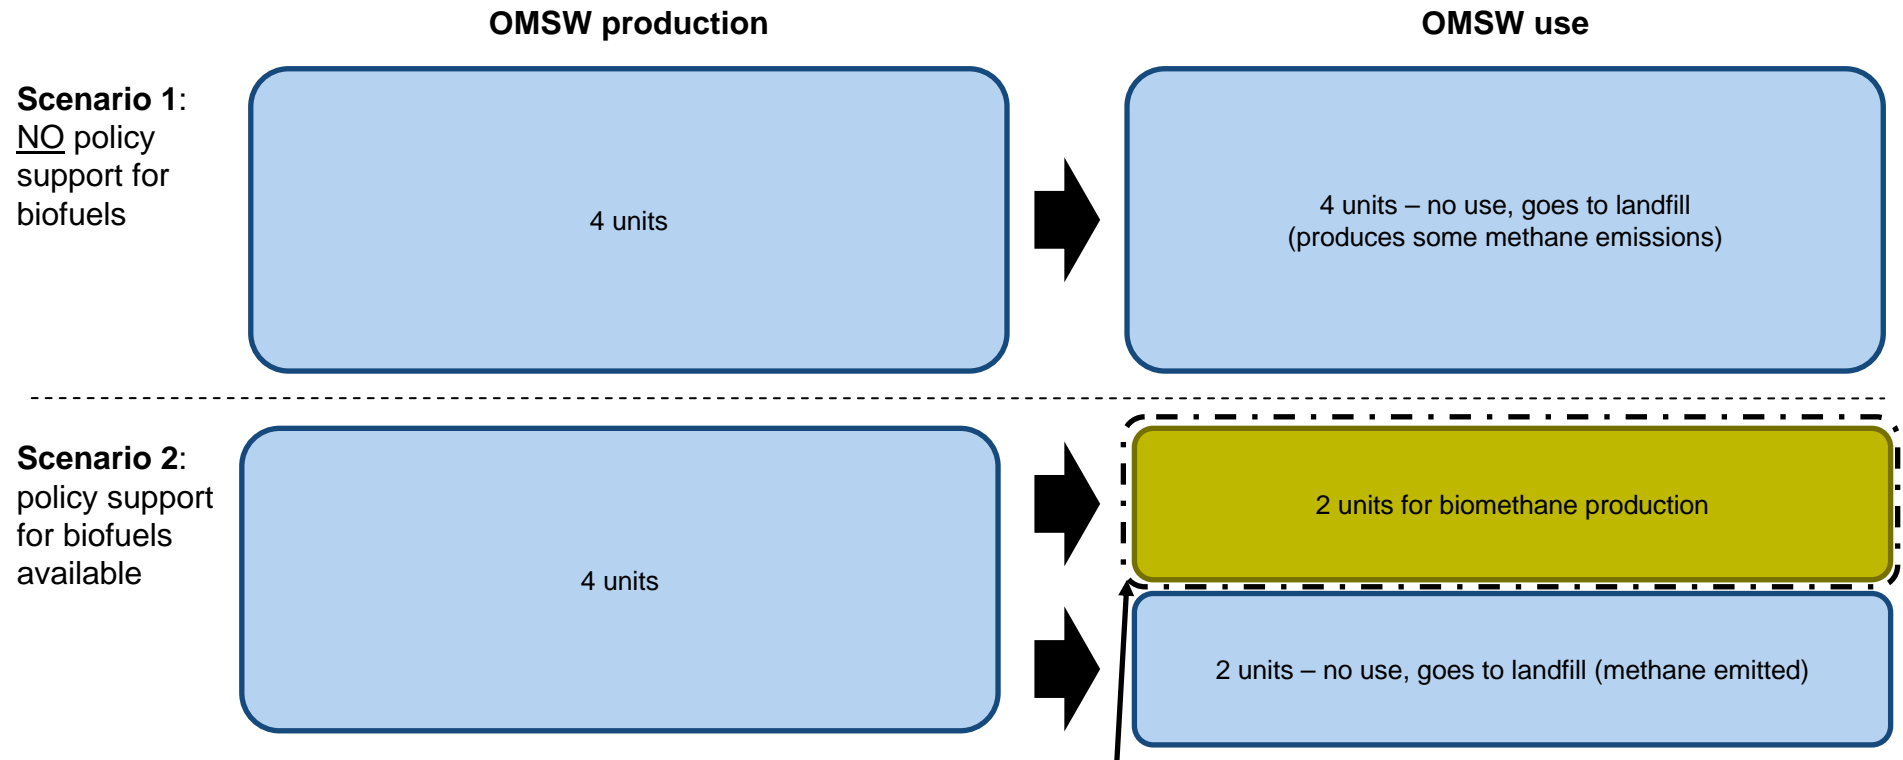 OMSW production
OMSW use
Scenario 1:
NO policy
support for
biofuels
4 units
4 units – no use, goes to landfill
(produces some methane emissions)
Scenario 2:
policy support
for biofuels
available
4 units
2 units for biomethane production
2 units – no use, goes to landfill (methane emitted)